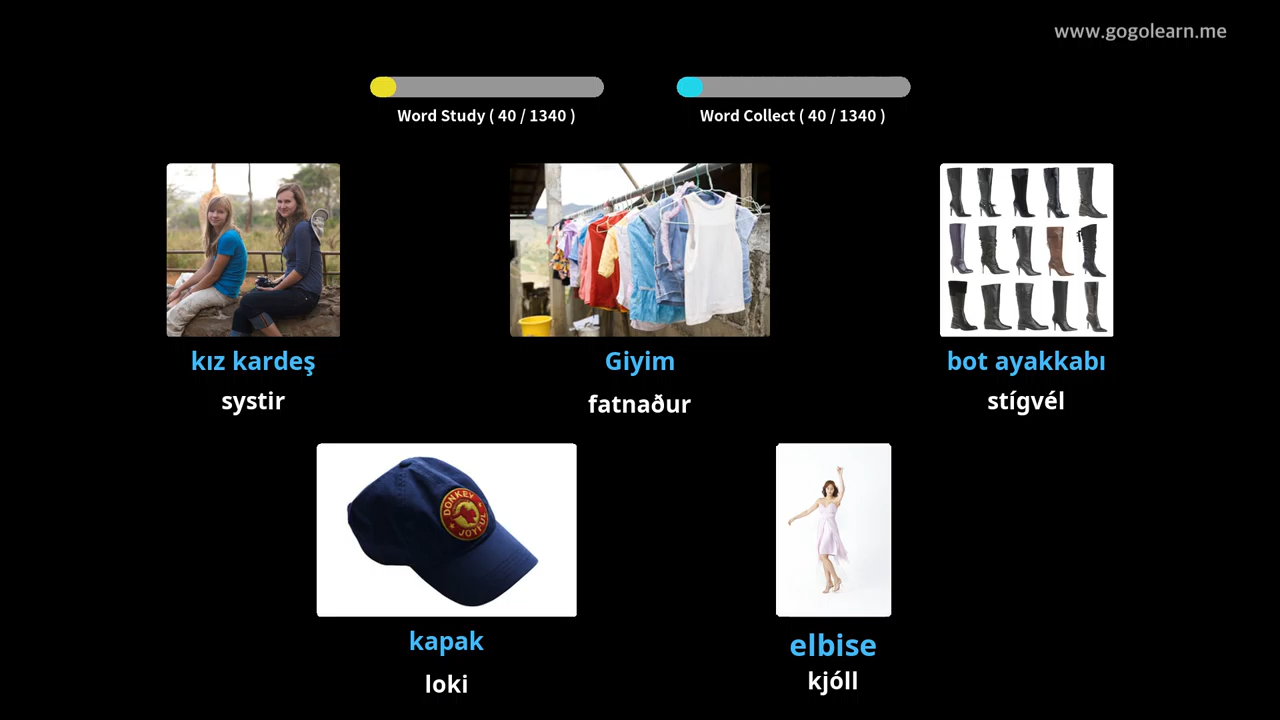 www.gogolearn.me
Word Study ( 40 / 1340 )
Word Collect ( 40 / 1340 )
kız kardeş
systir
Giyim
fatnaður
bot ayakkabı
stígvél
DONKEY
JOYFUL
kapak
loki
elbise
kjóll